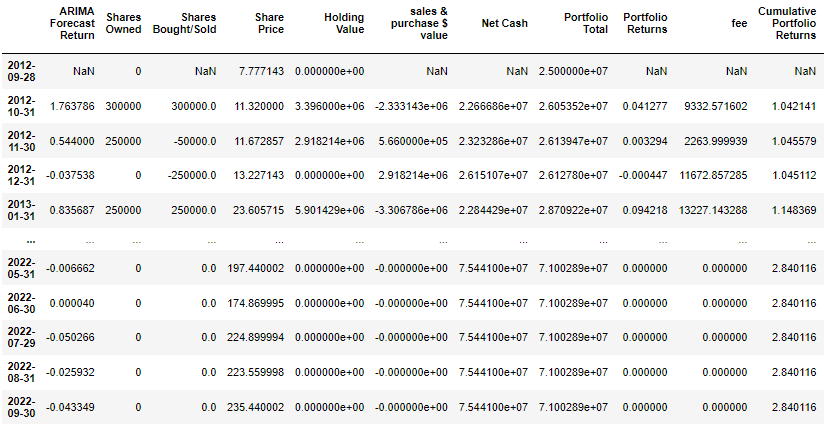 ARIMA Forecast Return Shares Owned Shares Bought/Sold Share Price Holding Value sales & purchase $ value Net Cash Portfolio Total Portfolio Returns fee Cumulative Portfolio Returns
2012-09-28 NaN 0 NaN 7.777143 0.000000e+00 NaN NaN 2.500000e+07 NaN NaN NaN
2012-10-31 1.763786 300000 300000.0 11.320000 3.396000e+06 -2.333143e+06 2.266686e+07 2.605352e+07 0.041277 9332.571602 1.042141
2012-11-30 0.544000 250000 -50000.0 11.672857 2.918214e+06 5.660000e+05 2.323286e+07 2.613947e+07 0.003294 2263.999939 1.045579
2012-12-31 -0.037538 0 -250000.0 13.227143 0.000000e+00 2.918214e+06 2.615107e+07 2.612780e+07 -0.000447 11672.857285 1.045112
2013-01-31 0.835687 250000 250000.0 23.605715 5.901429e+06 -3.306786e+06 2.284429e+07 2.870922e+07 0.094218 13227.143288 1.148369
... ... ... ... ... ... ... ... ... ... ... ...
2022-05-31 -0.006662 0 0.0 197.440002 0.000000e+00 -0.000000e+00 7.544100e+07 7.100289e+07 0.000000 0.000000 2.840116
2022-06-30 0.000040 0 0.0 174.869995 0.000000e+00 -0.000000e+00 7.544100e+07 7.100289e+07 0.000000 0.000000 2.840116
2022-07-29 -0.050266 0 0.0 224.899994 0.000000e+00 -0.000000e+00 7.544100e+07 7.100289e+07 0.000000 0.000000 2.840116
2022-08-31 -0.025932 0 0.0 223.559998 0.000000e+00 -0.000000e+00 7.544100e+07 7.100289e+07 0.000000 0.000000 2.840116
2022-09-30 -0.043349 0 0.0 235.440002 0.000000e+00 -0.000000e+00 7.544100e+07 7.100289e+07 0.000000 0.000000 2.840116